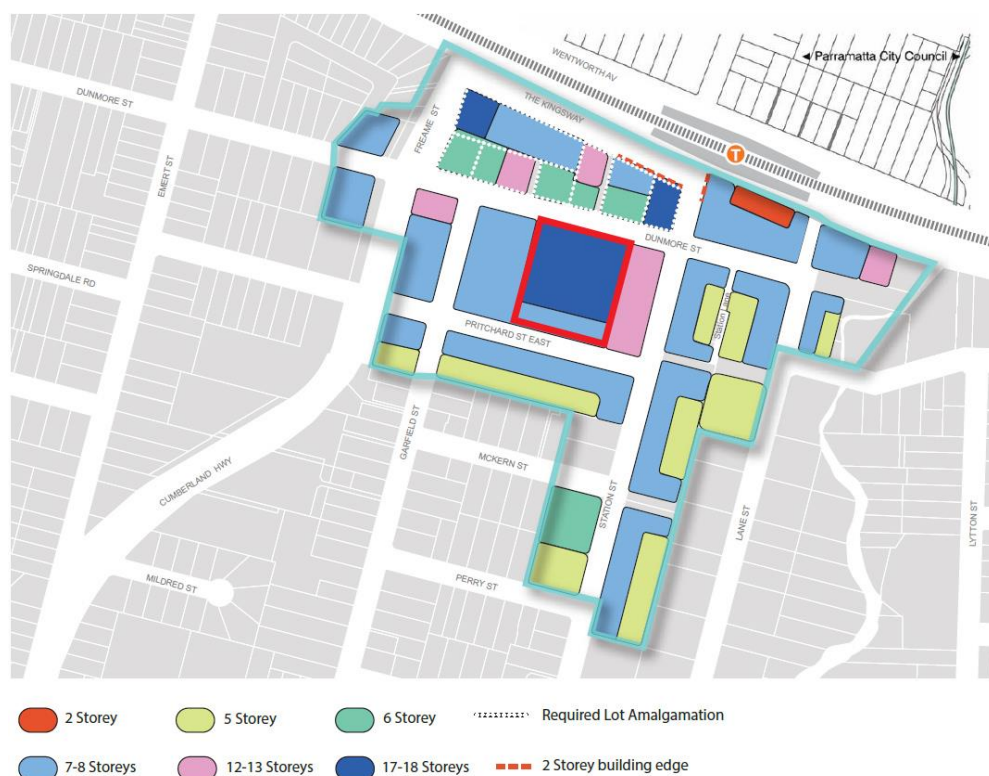 WENTWORTH AV
◄ Parramatta City Council ►
DUNMORE ST
THE KINGSWAY
FREAME ST
T
EMERT ST
DUNMORE ST
SPRINGDALE RD
Station Lane
PRITCHARD ST EAST
GARFIELD ST
MCKERN ST
CUMBERLAND HWY
STATION ST
LANE ST
LYTTON ST
MILDRED ST
PERRY ST
2 Storey
5 Storey
6 Storey
Required Lot Amalgamation
7-8 Storeys
12-13 Storeys
17-18 Storeys
2 Storey building edge